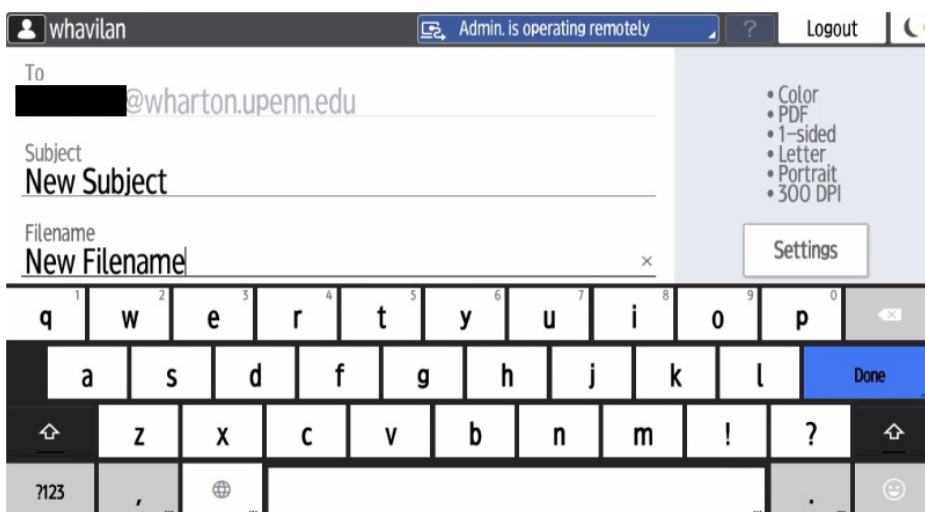 whavilan
Admin. is operating remotely
?
Logout
To
@wharton.upenn.edu
Subject
New Subject
Filename
New Filename
×
• Color
• PDF
• 1-sided
• Letter
• Portrait
• 300 DPI
Settings
1 2 3 4 5 6 7 8 9 0
q w e r t y u i o p
a s d f g h j k l Done
z x c v b n m ! ?
?123 , .